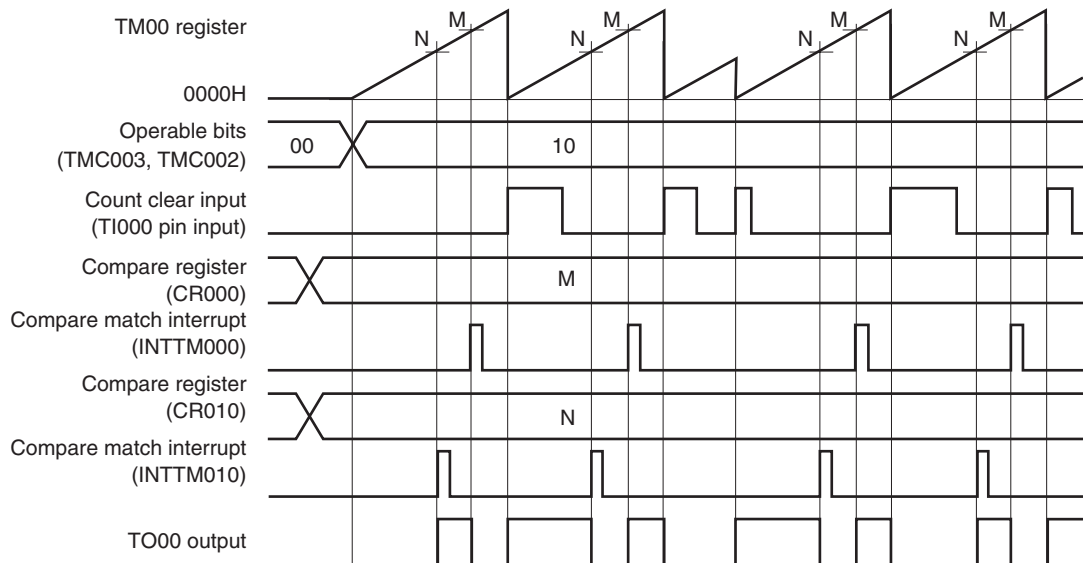 TM00 register
N
M
N
M
N
M
N
M
0000H
Operable bits
(TMC003, TMC002)
00
10
Count clear input
(TI000 pin input)
Compare register
(CR000)
M
Compare match interrupt
(INTTM000)
Compare register
(CR010)
N
Compare match interrupt
(INTTM010)
TO00 output